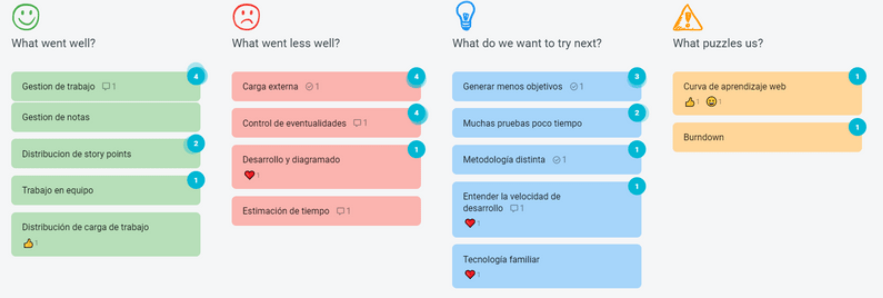 What went well?
Gestion de trabajo 1
4
Gestion de notas
Distribucion de story points
2
Trabajo en equipo
1
Distribución de carga de trabajo
1
What went less well?
Carga externa 1
4
Control de eventualidades 1
4
Desarrollo y diagramado
1
1
Estimación de tiempo 1
What do we want to try next?
Generar menos objetivos 1
3
Muchas pruebas poco tiempo
2
Metodología distinta 1
1
Entender la velocidad de
desarrollo 1
1
1
Tecnologia familiar
1
What puzzles us?
Curva de aprendizaje web
1
1 1
Burndown
1